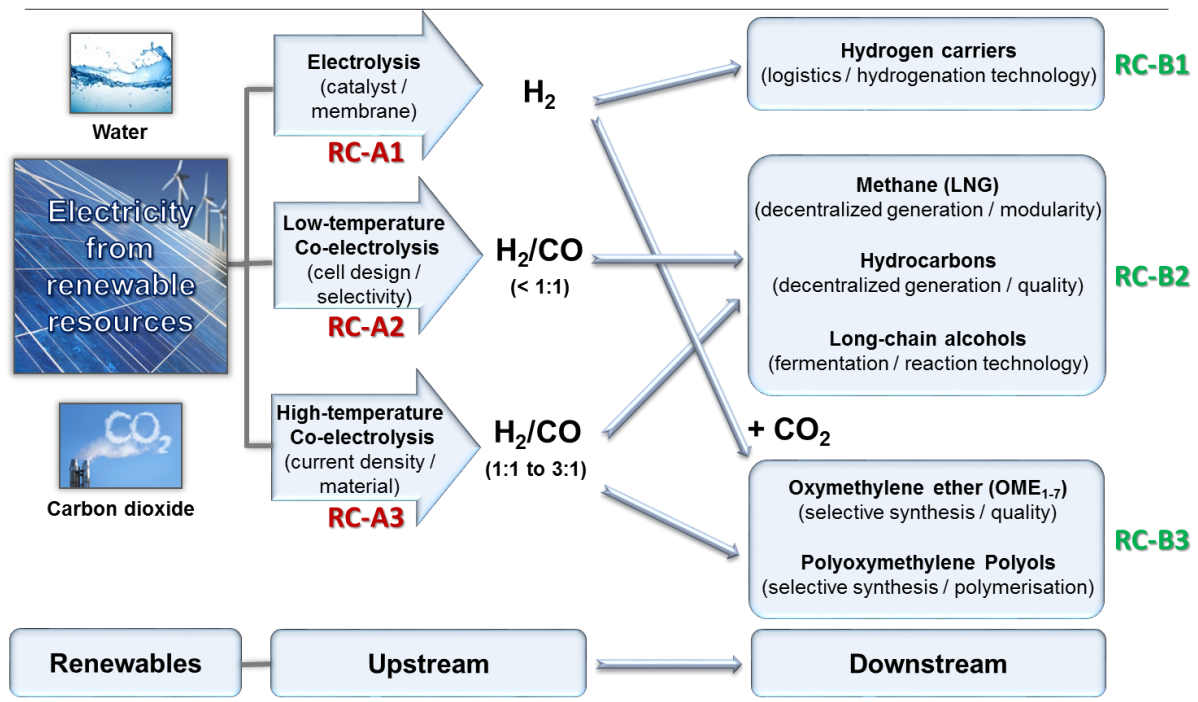 Water
Electricity
from
renewable
resources
CO2
Carbon dioxide
Electrolysis
(catalyst /
membrane)
RC-A1
Low-temperature
Co-electrolysis
(cell design /
selectivity)
RC-A2
High-temperature
Co-electrolysis
(current density /
material)
RC-A3
H2
H2/CO
(< 1:1)
H2/CO
(1:1 to 3:1)
Hydrogen carriers
(logistics / hydrogenation technology)
RC-B1
Methane (LNG)
(decentralized generation / modularity)
Hydrocarbons
(decentralized generation / quality)
Long-chain alcohols
(fermentation / reaction technology)
RC-B2
+ CO2
Oxymethylene ether (OME1-7)
(selective synthesis / quality)
Polyoxymethylene Polyols
(selective synthesis / polymerisation)
RC-B3
Renewables
Upstream
Downstream